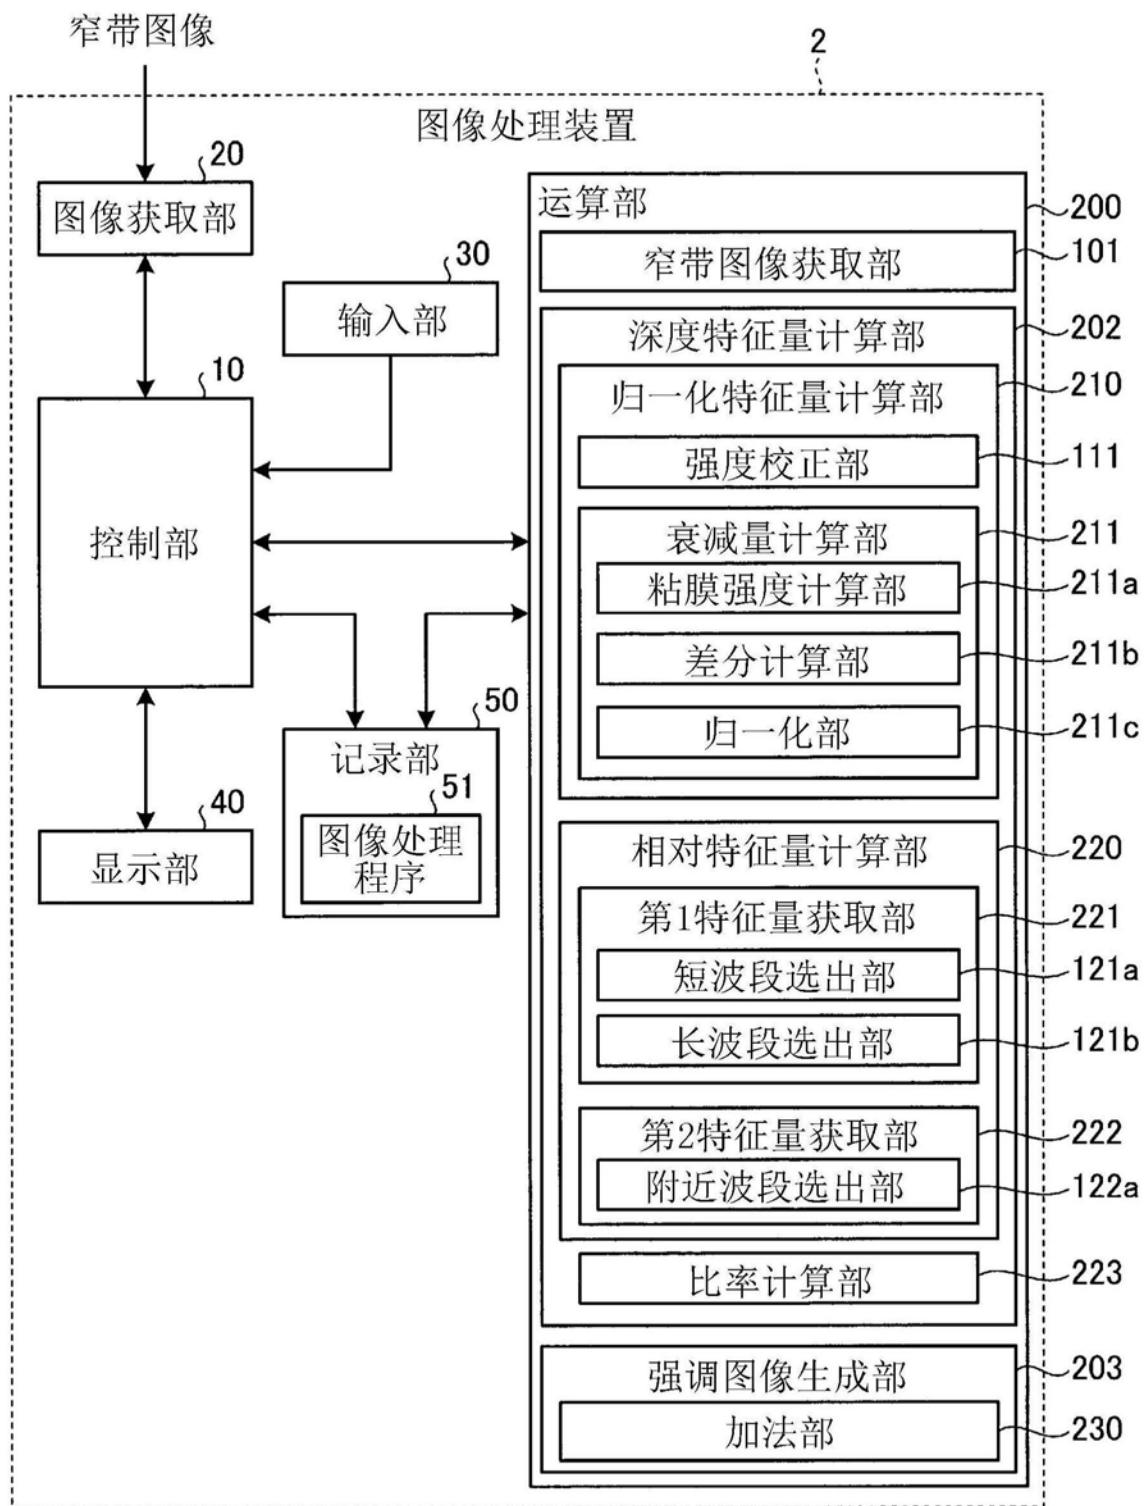 窄带图像
2
图像处理装置
20
图像获取部
30
输入部
10
控制部
50
记录部
51
图像处理
程序
40
显示部
运算部
200
窄带图像获取部
101
深度特征量计算部
202
归一化特征量计算部
210
强度校正部
111
衰减量计算部
211
粘膜强度计算部
211a
差分计算部
211b
归一化部
211c
相对特征量计算部
220
第1特征量获取部
221
短波段选出部
121a
长波段选出部
121b
第2特征量获取部
222
附近波段选出部
122a
比率计算部
223
强调图像生成部
203
加法部
230